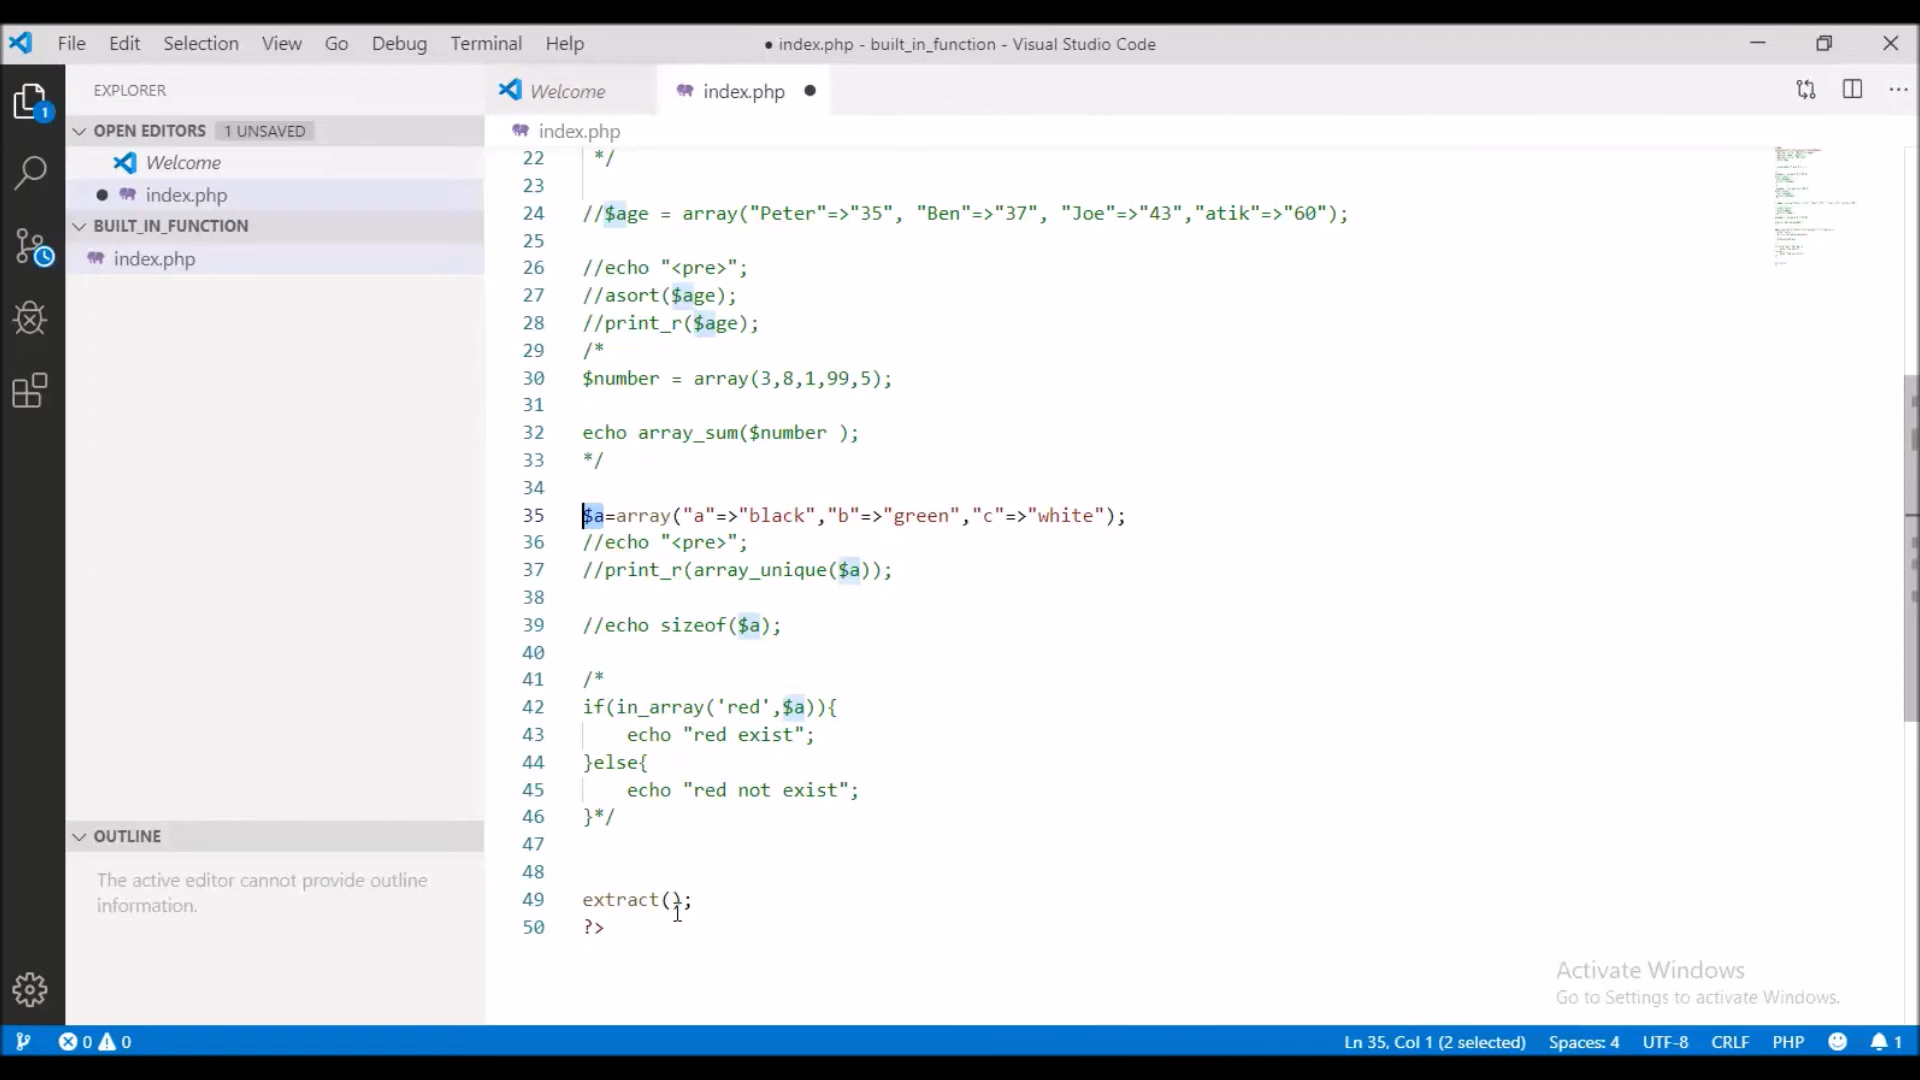 File Edit Selection View Go Debug Terminal Help
● index.php - built_in_function - Visual Studio Code
EXPLORER
OPEN EDITORS 1 UNSAVED
Welcome
index.php
BUILT_IN_FUNCTION
index.php
OUTLINE
The active editor cannot provide outline
information.
Welcome
index.php
index.php
22 */
23
24 //$age = array("Peter"=>"35", "Ben"=>"37", "Joe"=>"43","atik"=>"60");
25
26 //echo "<pre>";
27 //asort($age);
28 //print_r($age);
29 /*
30 $number = array(3,8,1,99,5);
31
32 echo array_sum($number );
33 */
34
35 $a=array("a"=>"black","b"=>"green","c"=>"white");
36 //echo "<pre>";
37 //print_r(array_unique($a));
38
39 //echo sizeof($a);
40
41 /*
42 if(in_array('red',$a)){
43 echo "red exist";
44 }else{
45 echo "red not exist";
46 }*/
47
48
49 extract();
50 ?>
Activate Windows
Go to Settings to activate Windows.
1
0 0
Ln 35, Col 1 (2 selected) Spaces: 4 UTF-8 CRLF PHP 1